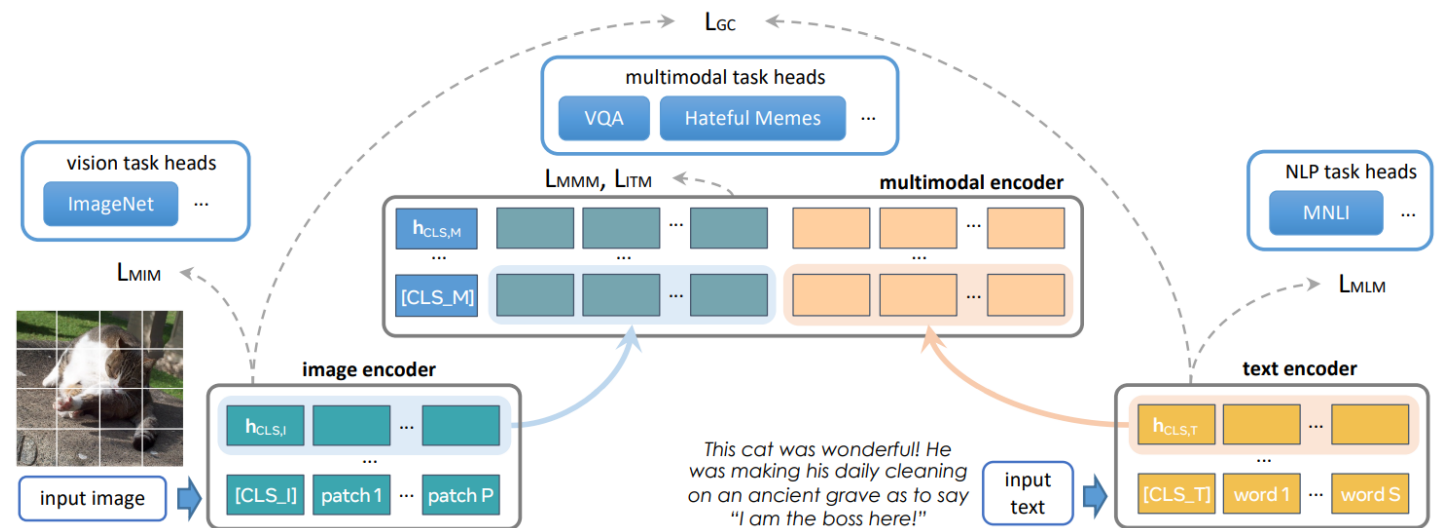 LGC
multimodal task heads
VQA
Hateful Memes
...
vision task heads
ImageNet
...
LMMM, LITM
multimodal encoder
NLP task heads
MNLI
...
hCLS,M
...
...
...
...
...
[CLS_M]
...
...
LMIM
LMLM
image encoder
hCLS,I
...
...
[CLS_I]
patch 1
...
patch P
input image
This cat was wonderful! He
was making his daily cleaning
on an ancient grave as to say
“I am the boss here!”
input
text
text encoder
hCLS,T
...
...
[CLS_T]
word 1
...
word S